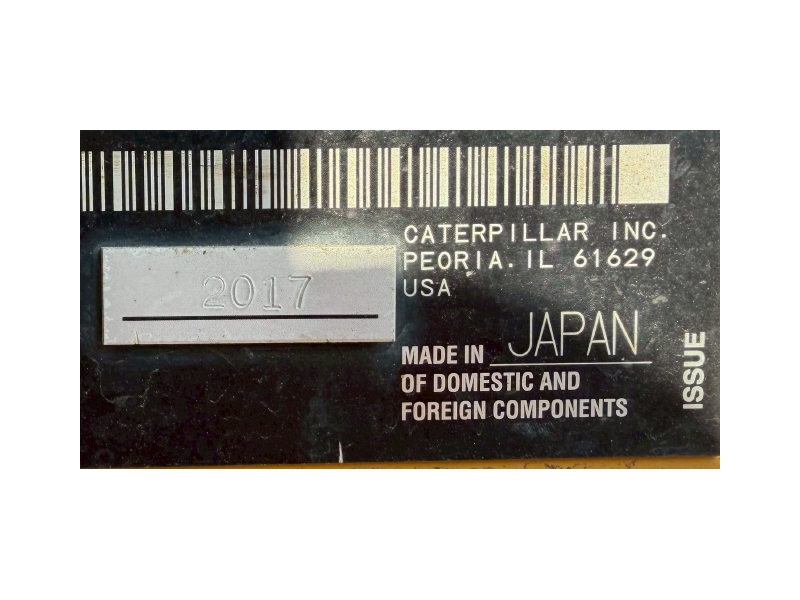 2017
CATERPILLAR INC.
PEORIA. IL 61629
USA
MADE IN JAPAN
OF DOMESTIC AND
FOREIGN COMPONENTS
ISSUE